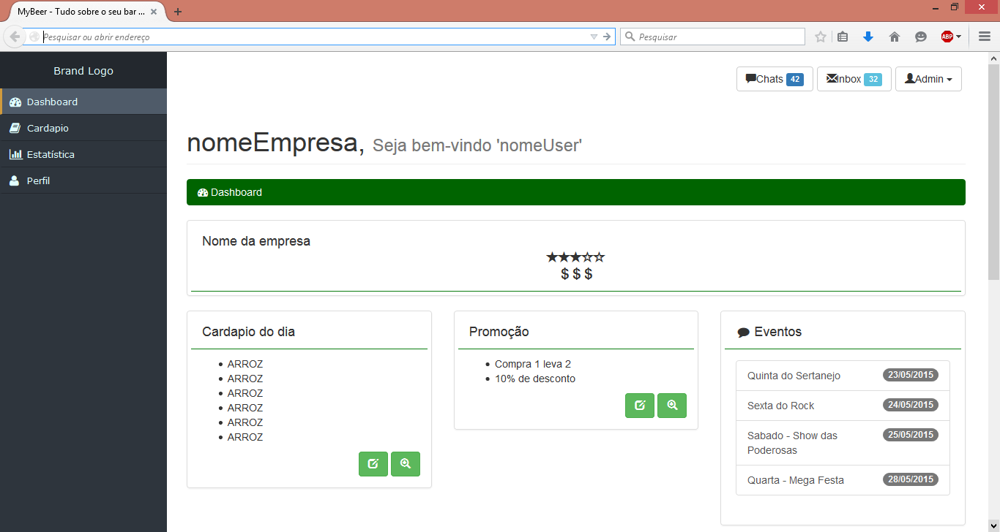 MyBeer - Tudo sobre o seu bar ...
Pesquisar ou abrir endereço
Pesquisar
ABP
Brand Logo
Dashboard
Cardapio
Estatística
Perfil
Chats 42
Inbox 32
Admin
nomeEmpresa, Seja bem-vindo 'nomeUser'
Dashboard
Nome da empresa
★★★☆☆
$ $ $
Cardapio do dia
ARROZ
ARROZ
ARROZ
ARROZ
ARROZ
ARROZ
Promoção
Compra 1 leva 2
10% de desconto
Eventos
Quinta do Sertanejo 23/05/2015
Sexta do Rock 24/05/2015
Sabado - Show das 25/05/2015
Poderosas
Quarta - Mega Festa 28/05/2015